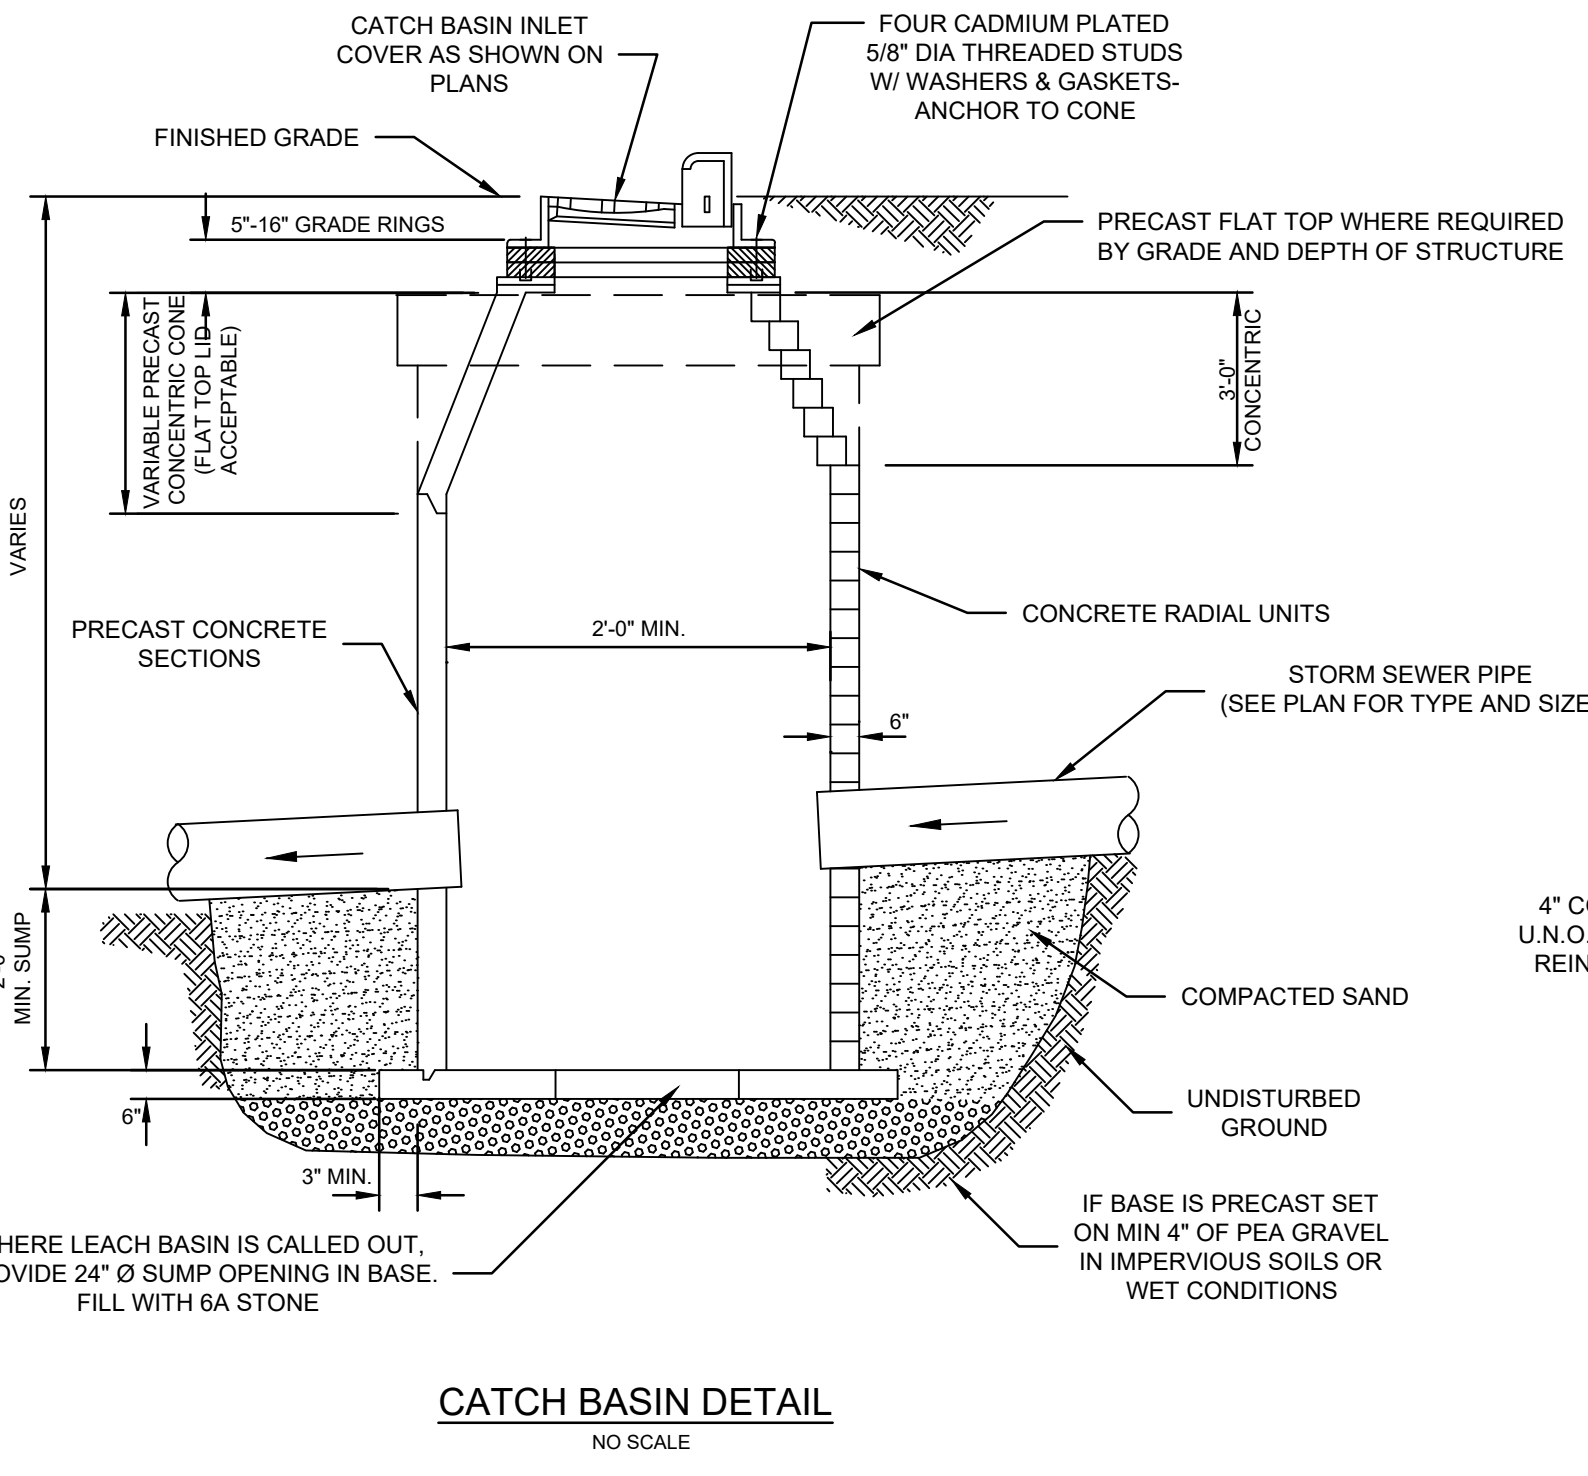 CATCH BASIN INLET
COVER AS SHOWN ON
PLANS
FOUR CADMIUM PLATED
5/8" DIA THREADED STUDS
W/ WASHERS & GASKETS-
ANCHOR TO CONE
FINISHED GRADE
5"-16" GRADE RINGS
PRECAST FLAT TOP WHERE REQUIRED
BY GRADE AND DEPTH OF STRUCTURE
VARIABLE PRECAST
CONCENTRIC CONE
(FLAT TOP LID
ACCEPTABLE)
3'-0"
CONCENTRIC
VARIES
PRECAST CONCRETE
SECTIONS
2'-0" MIN.
CONCRETE RADIAL UNITS
STORM SEWER PIPE
(SEE PLAN FOR TYPE AND SIZE
6"
MIN. SUMP
4" CO
U.N.O.
REIN
COMPACTED SAND
UNDISTURBED
GROUND
6"
3" MIN.
HERE LEACH BASIN IS CALLED OUT,
OVIDE 24" Ø SUMP OPENING IN BASE.
FILL WITH 6A STONE
IF BASE IS PRECAST SET
ON MIN 4" OF PEA GRAVEL
IN IMPERVIOUS SOILS OR
WET CONDITIONS
CATCH BASIN DETAIL
NO SCALE